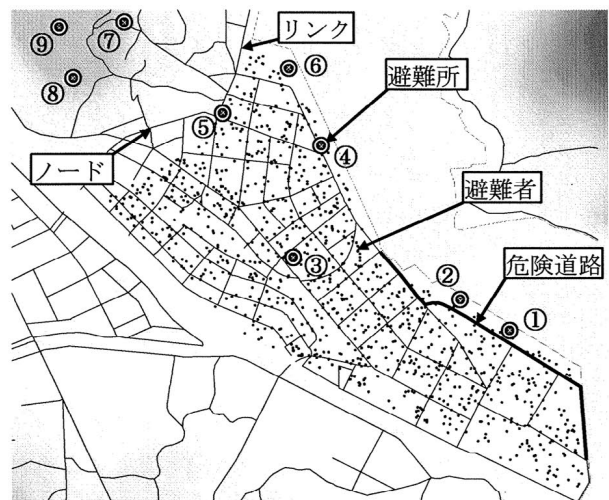 リンク
⑨
⑦
⑥
⑧
避難所
⑤
④
ノード
避難者
③
②
危険道路
①